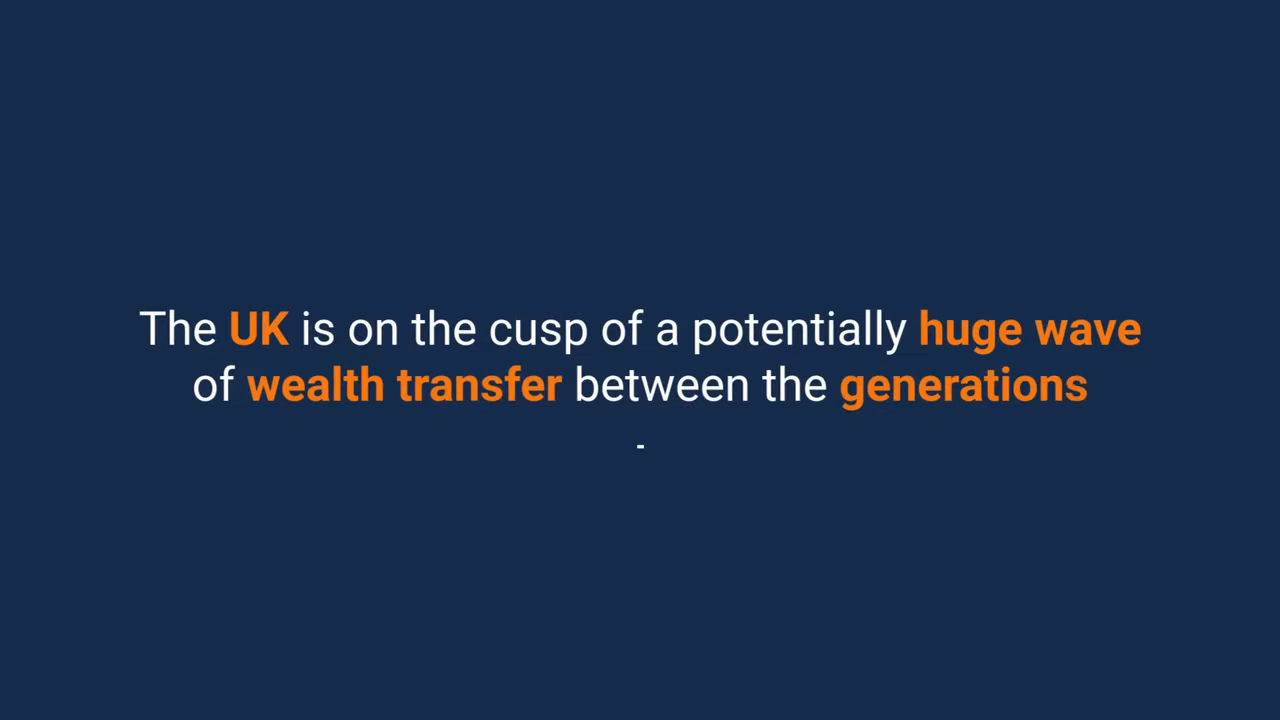 The UK is on the cusp of a potentially huge wave
of wealth transfer between the generations
-